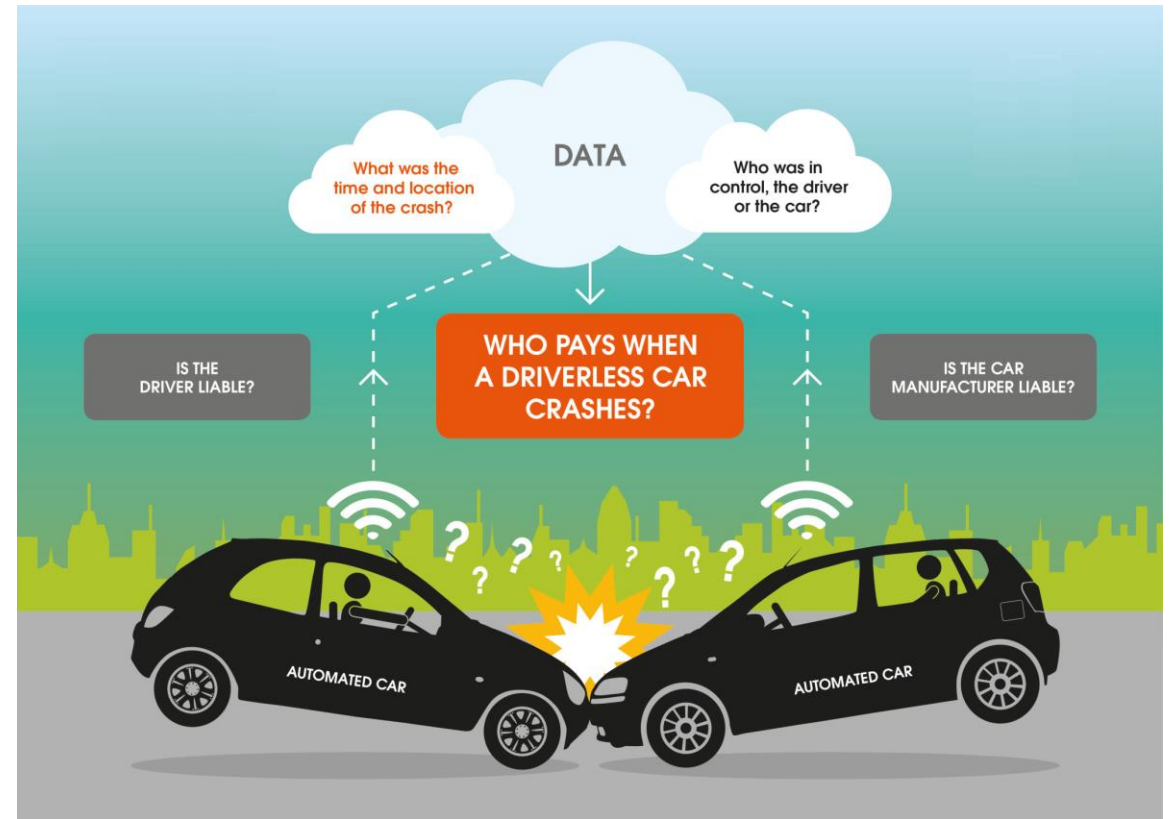 DATA
What was the
time and location
of the crash?
Who was in
control, the driver
or the car?
IS THE
DRIVER LIABLE?
WHO PAYS WHEN
A DRIVERLESS CAR
CRASHES?
IS THE CAR
MANUFACTURER LIABLE?
? ? ? ? ? ? ? ?
AUTOMATED CAR
AUTOMATED CAR